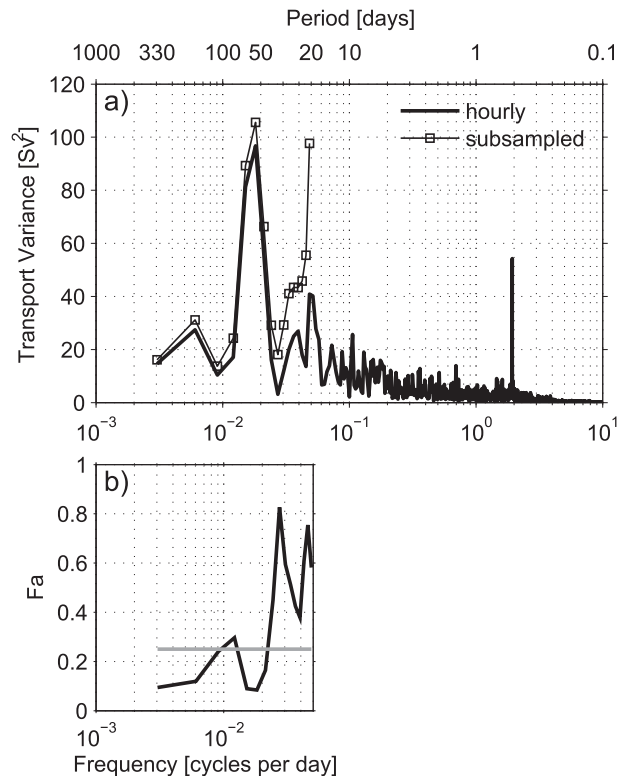 Period [days]
1000 330 100 50 20 10 1 0.1
a)
hourly
subsampled
Transport Variance [Sv²]
120
100
80
60
40
20
0
10⁻³ 10⁻² 10⁻¹ 10⁰ 10¹
b)
Fa
1
0.8
0.6
0.4
0.2
0
10⁻³ 10⁻²
Frequency [cycles per day]